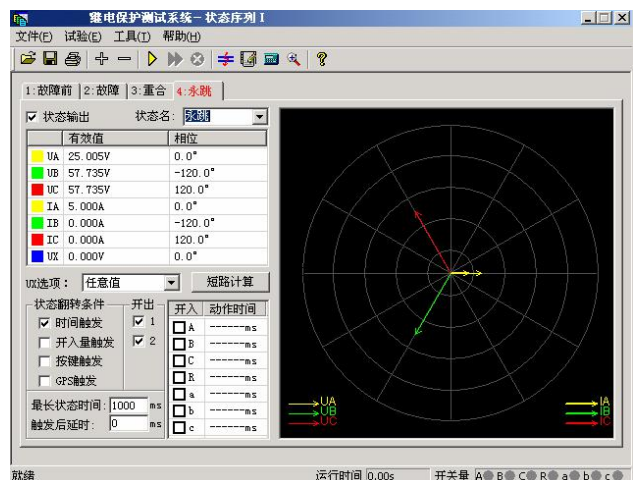 继电保护测试系统-状态序列 I
文件(F) 试验(E) 工具(T) 帮助(H)
1:故障前 2:故障 3:重合 4:永跳
状态输出 状态名: 永跳
有效值 相位
UA 25.005V 0.0°
UB 57.735V -120.0°
UC 57.735V 120.0°
IA 5.000A 0.0°
IB 0.000A -120.0°
IC 0.000A 120.0°
UX 0.000V 0.0°
UX选项: 任意值 短路计算
状态翻转条件 开出 开入 动作时间
时间触发 1 A ------ms
开入量触发 2 B ------ms
按键触发 C ------ms
GPS触发 R ------ms
最长状态时间: 1000 ms a ------ms
触发后延时: 0 ms b ------ms
c ------ms
UA IA
UB IB
UC IC
就绪 运行时间 0.00s 开关量 A B C R a b c